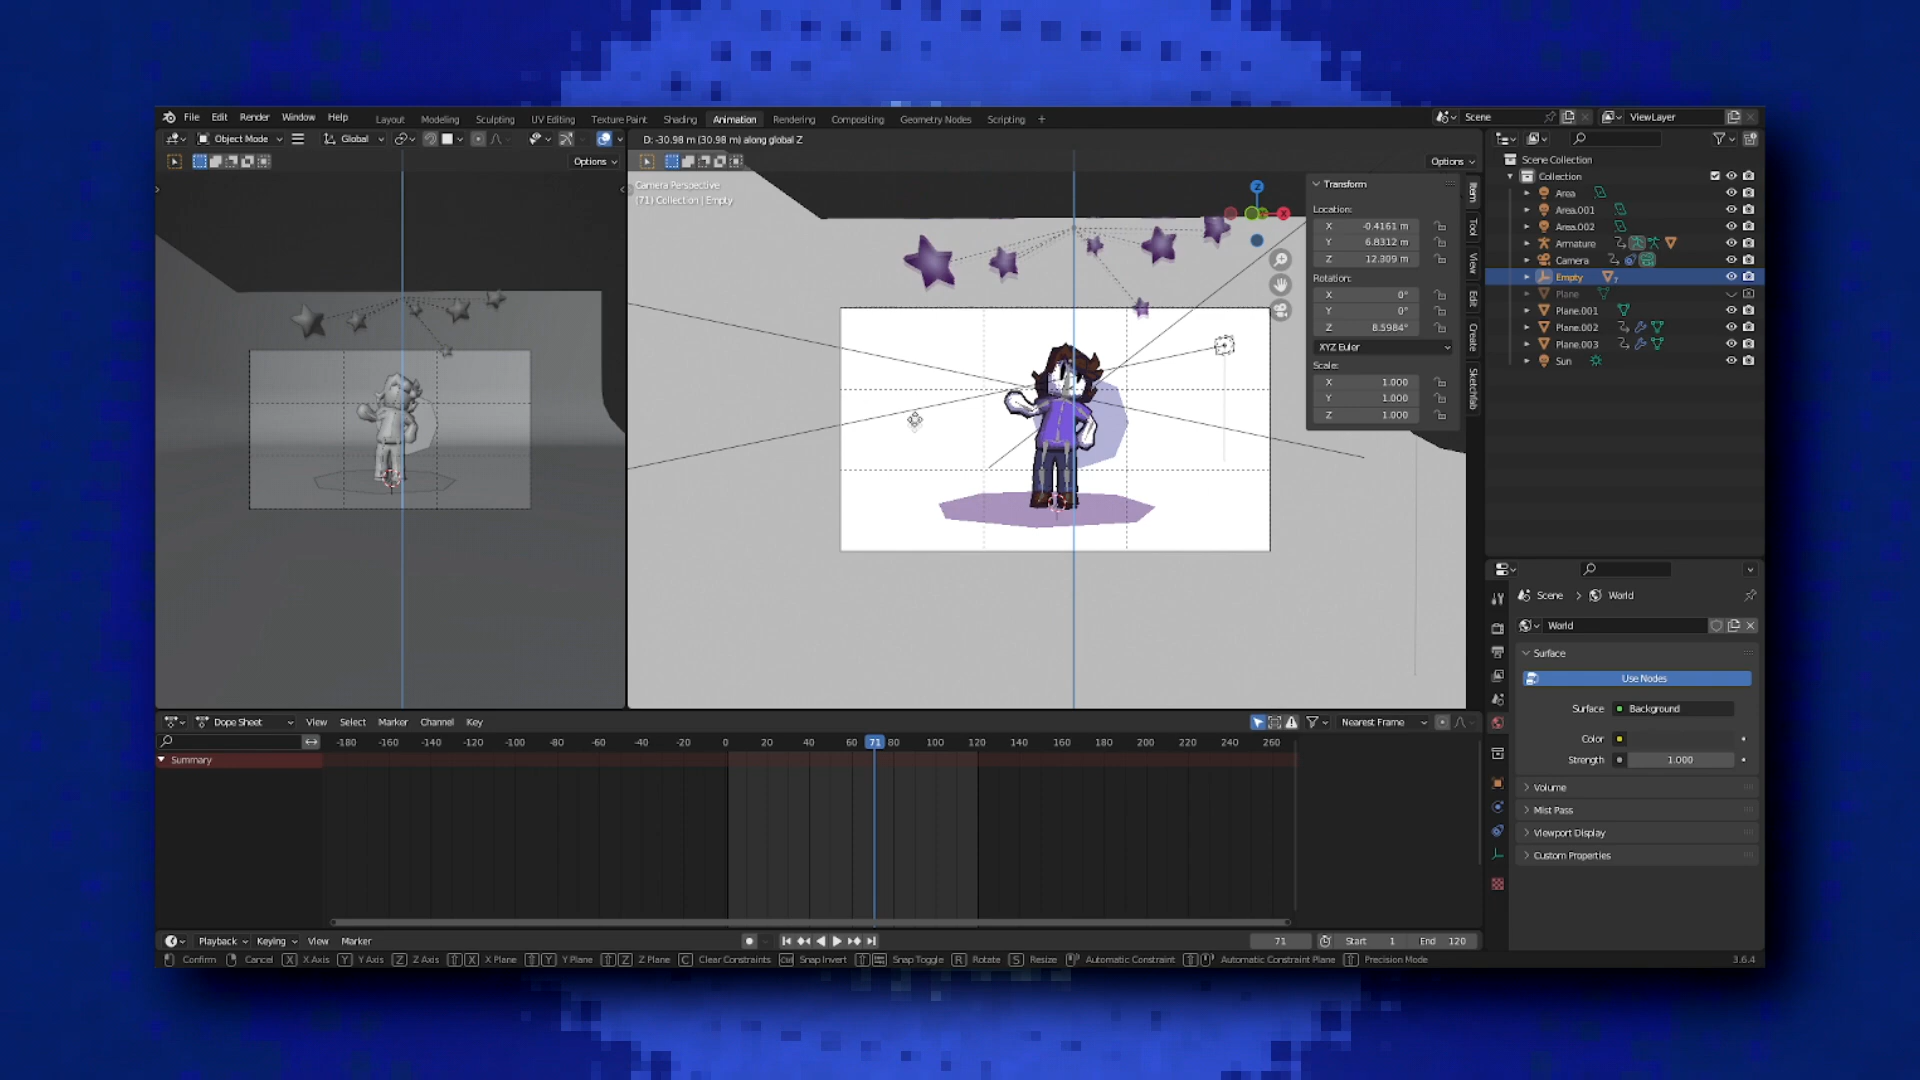 File Edit Render Window Help Layout Modeling Sculpting UV Editing Texture Paint Shading Animation Rendering Compositing Geometry Nodes Scripting + Scene ViewLayer
Object Mode Global D: -30.98 m (30.98 m) along global Z
Options Options
Camera Perspective
(71) Collection | Empty
Z
X
Transform
Location:
X -0.4161 m
Y 6.8312 m
Z 12.309 m
Rotation:
X 0°
Y 0°
Z 8.5984°
XYZ Euler
Scale:
X 1.000
Y 1.000
Z 1.000
Item
Tool
View
Edit
Create
Sketchfab
Scene Collection
Collection
Area
Area.001
Area.002
Armature
Camera
Empty 7
Plane
Plane.001
Plane.002
Plane.003
Sun
Scene > World
World
Surface
Use Nodes
Surface Background
Color
Strength 1.000
Volume
Mist Pass
Viewport Display
Custom Properties
Dope Sheet View Select Marker Channel Key Nearest Frame
-180 -160 -140 -120 -100 -80 -60 -40 -20 0 20 40 60 71 80 100 120 140 160 180 200 220 240 260
Summary
Playback Keying View Marker 71 Start 1 End 120
Confirm Cancel X X Axis Y Y Axis Z Z Axis X X Plane Y Y Plane Z Z Plane C Clear Constraints Ctrl Snap Invert Snap Toggle R Rotate S Resize Automatic Constraint Automatic Constraint Plane Precision Mode 3.6.4